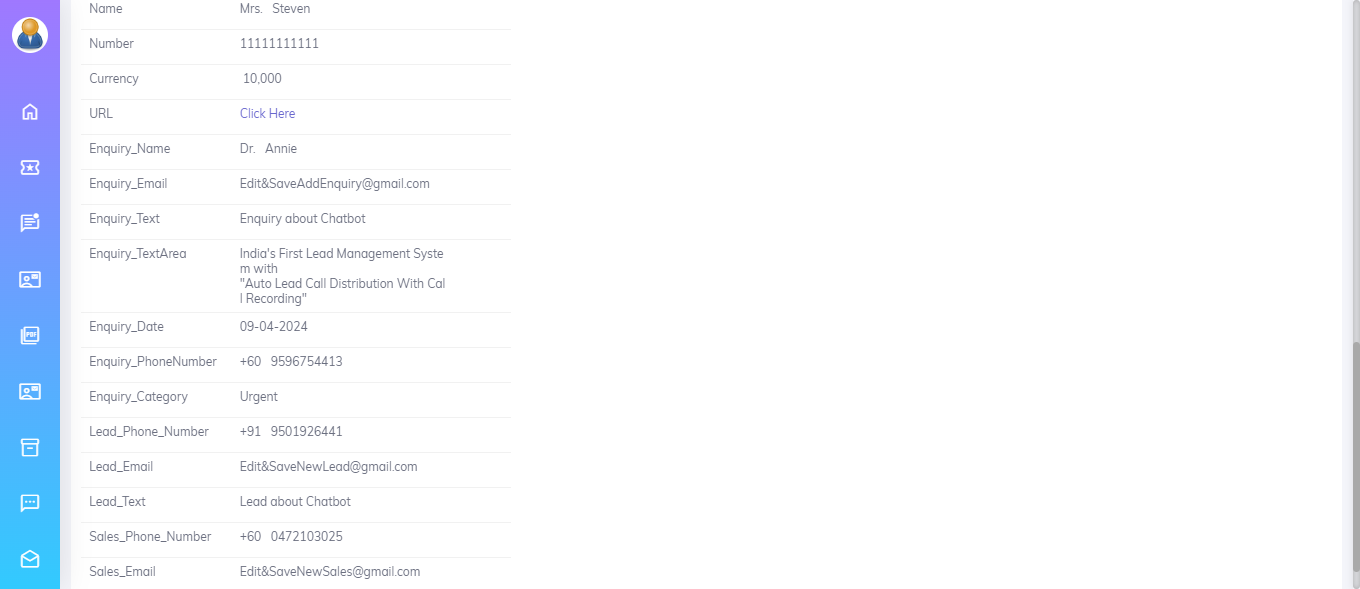 Name Mrs. Steven
Number 11111111111
Currency 10,000
URL Click Here
Enquiry_Name Dr. Annie
Enquiry_Email Edit&SaveAddEnquiry@gmail.com
Enquiry_Text Enquiry about Chatbot
Enquiry_TextArea India's First Lead Management Syste
m with
"Auto Lead Call Distribution With Cal
l Recording"
Enquiry_Date 09-04-2024
Enquiry_PhoneNumber +60 9596754413
Enquiry_Category Urgent
Lead_Phone_Number +91 9501926441
Lead_Email Edit&SaveNewLead@gmail.com
Lead_Text Lead about Chatbot
Sales_Phone_Number +60 0472103025
Sales_Email Edit&SaveNewSales@gmail.com
PDF